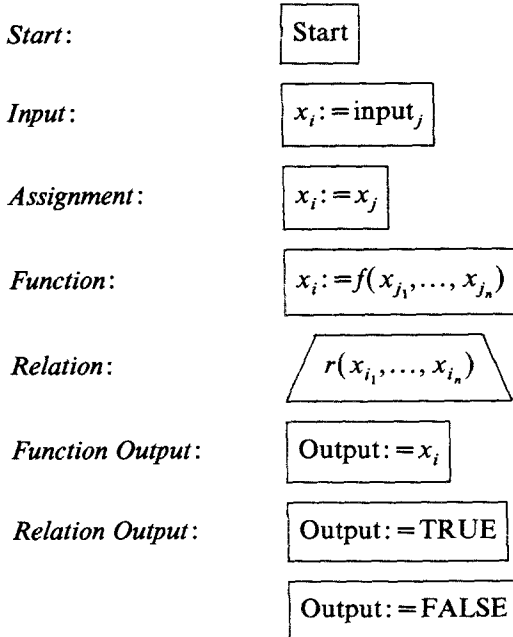 Start: Start
Input: x_i := input_j
Assignment: x_i := x_j
Function: x_i := f(x_{j_1}, ..., x_{j_n})
Relation: r(x_{i_1}, ..., x_{i_n})
Function Output: Output := x_i
Relation Output: Output := TRUE
Output := FALSE